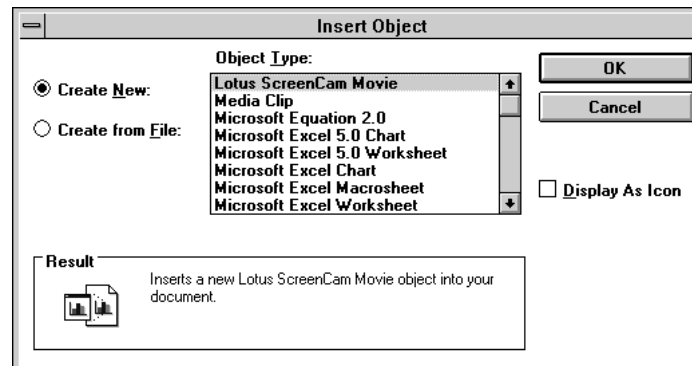 Insert Object
Object Type:
Create New:
Create from File:
Lotus ScreenCam Movie
Media Clip
Microsoft Equation 2.0
Microsoft Excel 5.0 Chart
Microsoft Excel 5.0 Worksheet
Microsoft Excel Chart
Microsoft Excel Macrosheet
Microsoft Excel Worksheet
OK
Cancel
Display As Icon
Result
Inserts a new Lotus ScreenCam Movie object into your
document.